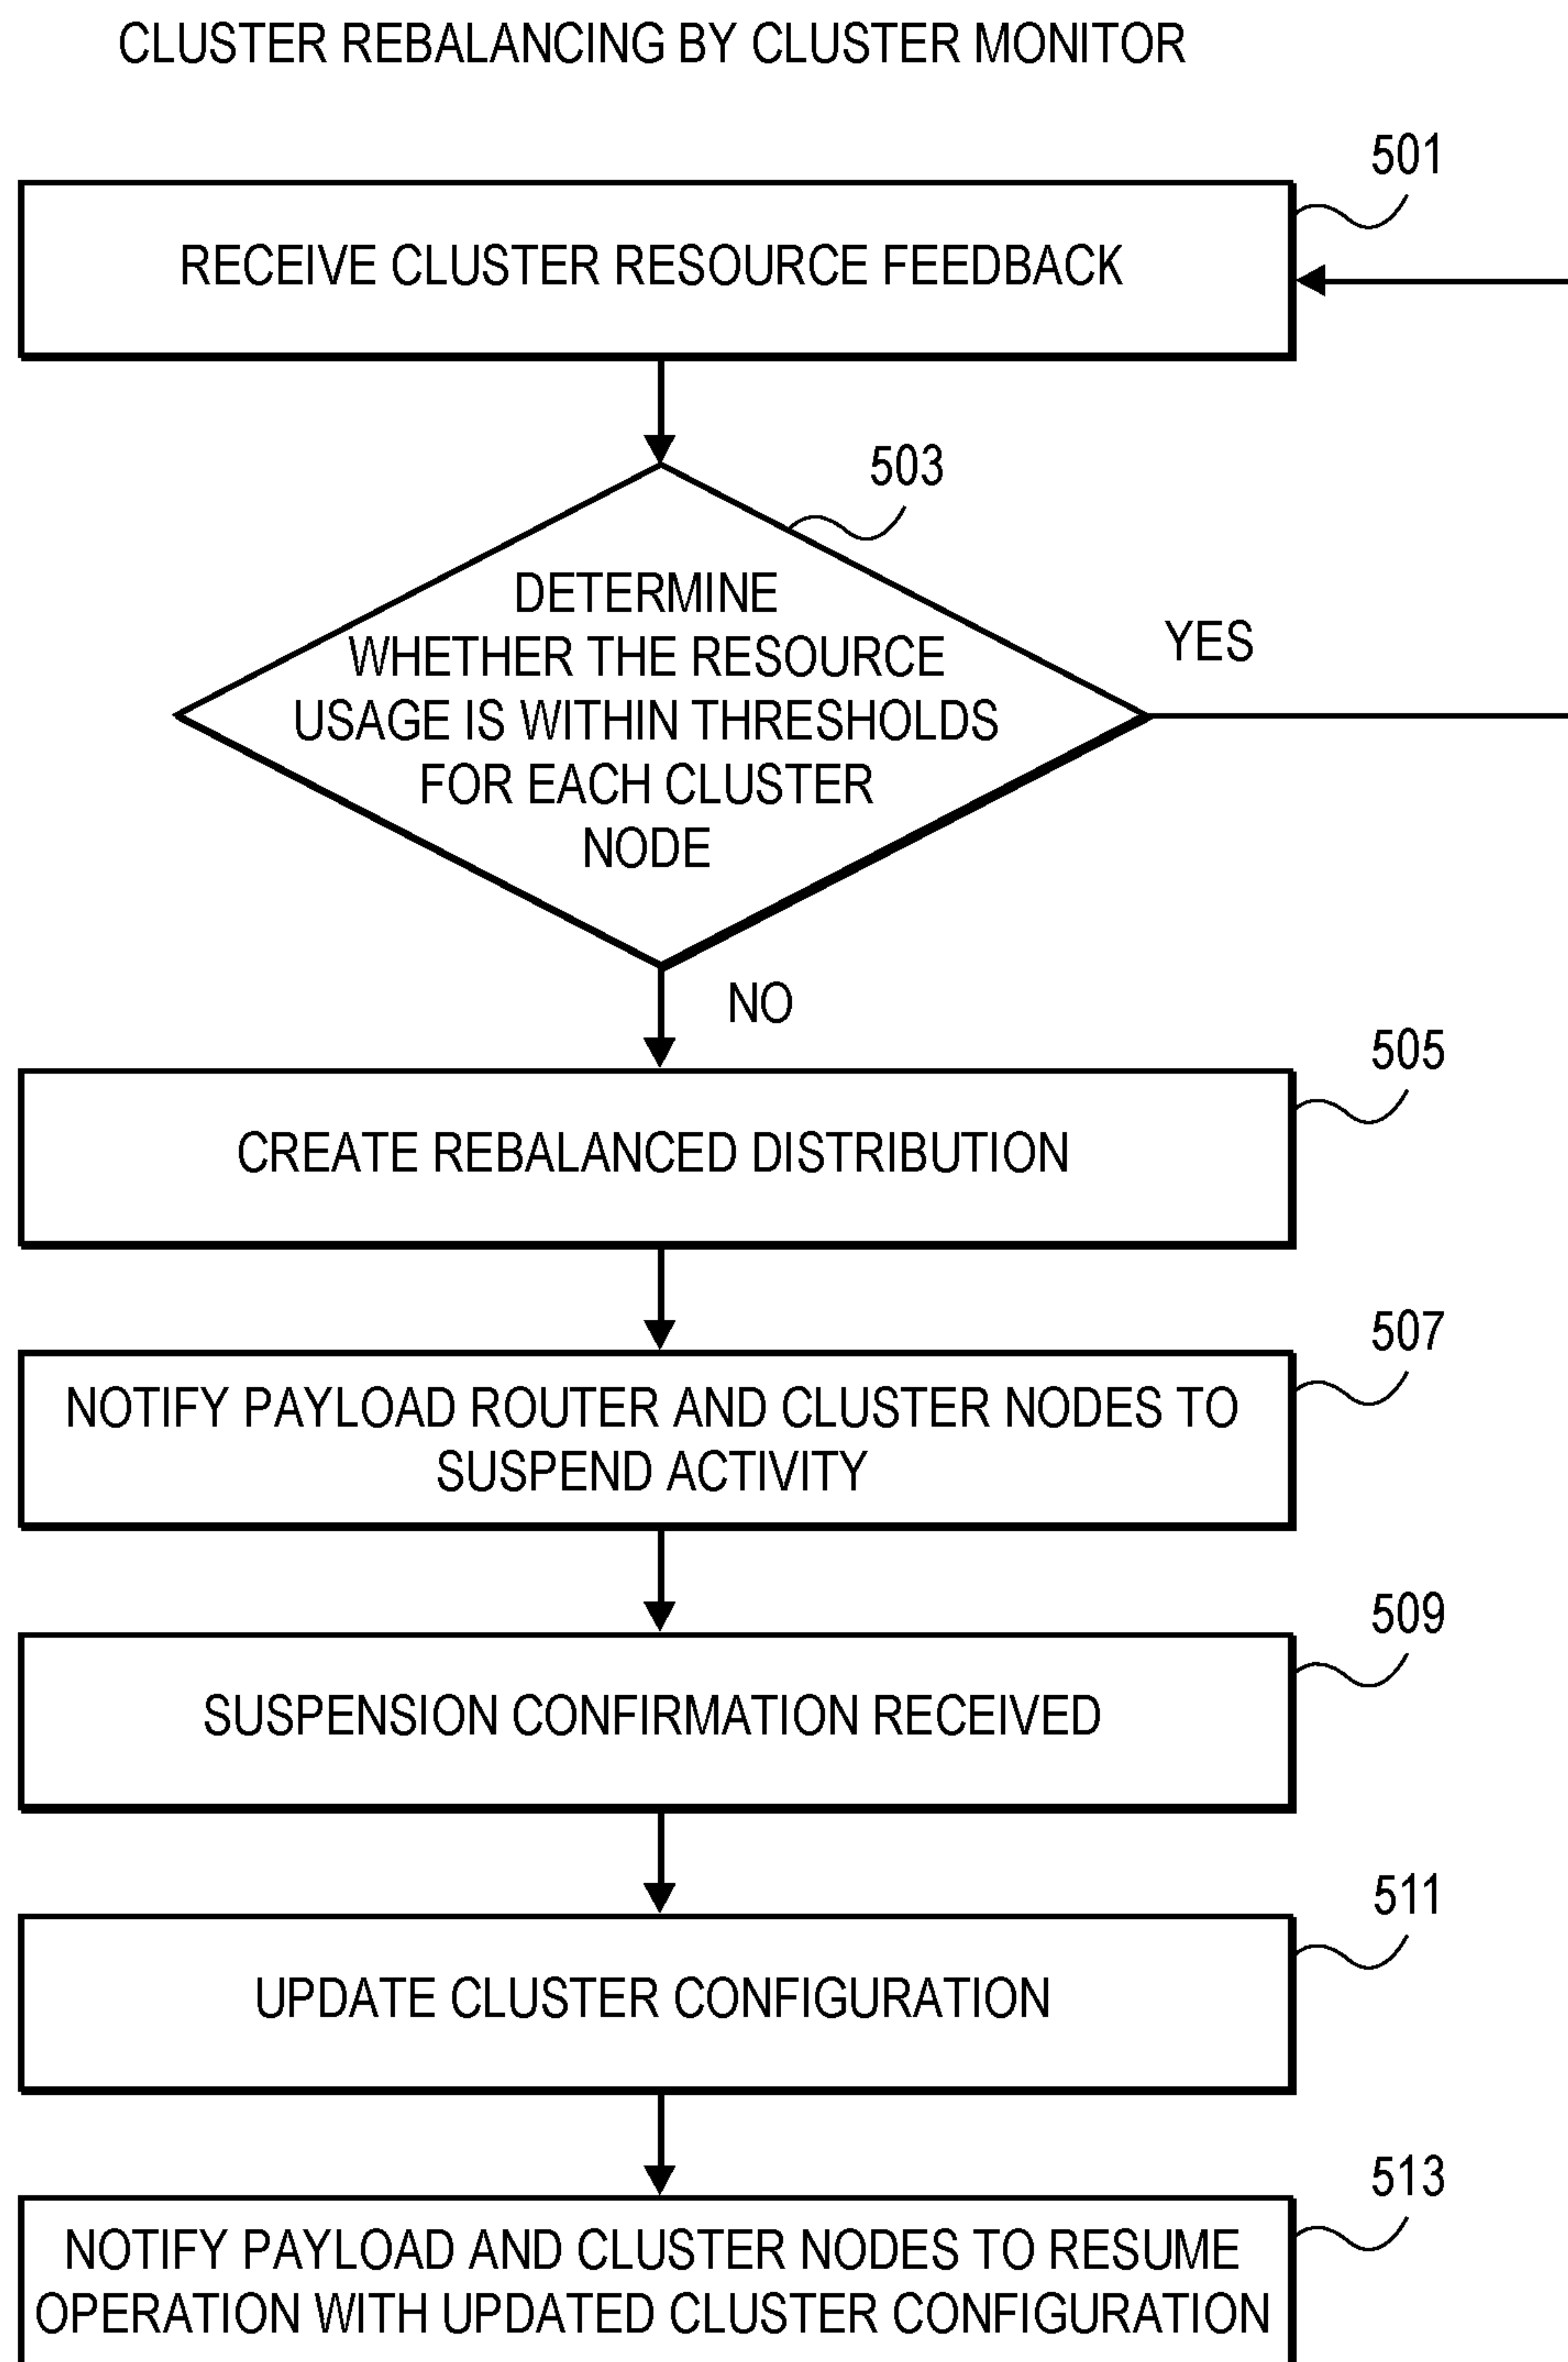 CLUSTER REBALANCING BY CLUSTER MONITOR
501
RECEIVE CLUSTER RESOURCE FEEDBACK
503
DETERMINE
WHETHER THE RESOURCE
USAGE IS WITHIN THRESHOLDS
FOR EACH CLUSTER
NODE
YES
NO
505
CREATE REBALANCED DISTRIBUTION
507
NOTIFY PAYLOAD ROUTER AND CLUSTER NODES TO
SUSPEND ACTIVITY
509
SUSPENSION CONFIRMATION RECEIVED
511
UPDATE CLUSTER CONFIGURATION
513
NOTIFY PAYLOAD AND CLUSTER NODES TO RESUME
OPERATION WITH UPDATED CLUSTER CONFIGURATION